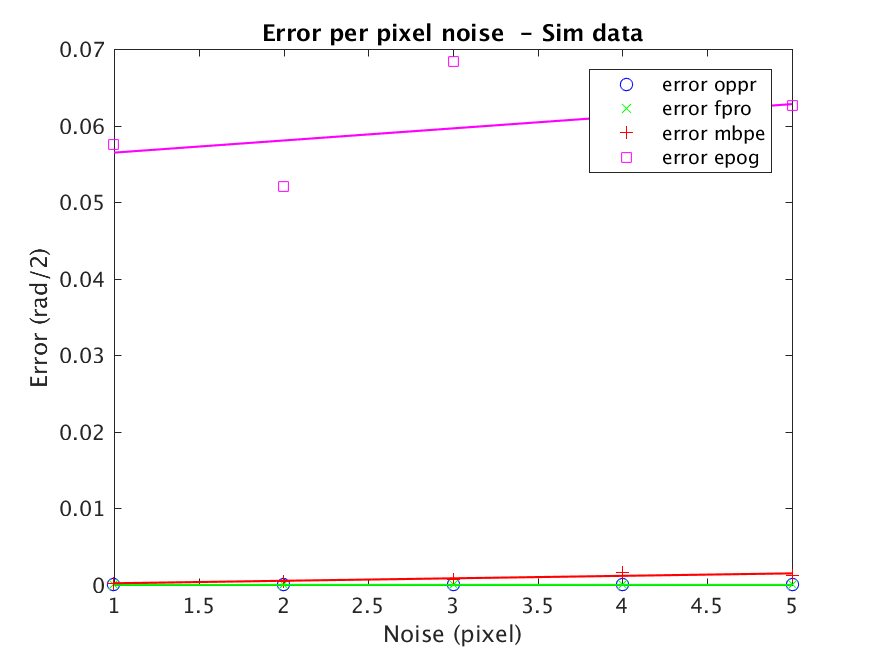 Error per pixel noise - Sim data
0.07
0.06
0.05
0.04
0.03
0.02
0.01
0
Error (rad/2)
error oppr
error fpro
error mbpe
error epog
1 1.5 2 2.5 3 3.5 4 4.5 5
Noise (pixel)